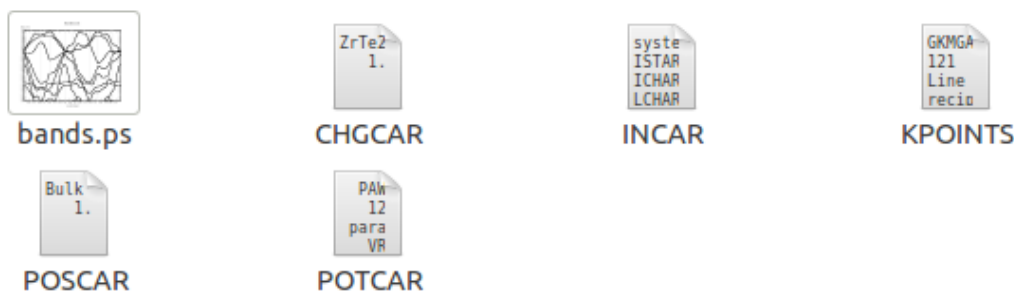 bands.ps
ZrTe2
1.
CHGCAR
syste
ISTAR
ICHAR
LCHAR
INCAR
GKMGA
121
Line
recip
KPOINTS
Bulk
1.
POSCAR
PAW
12
para
VR
POTCAR